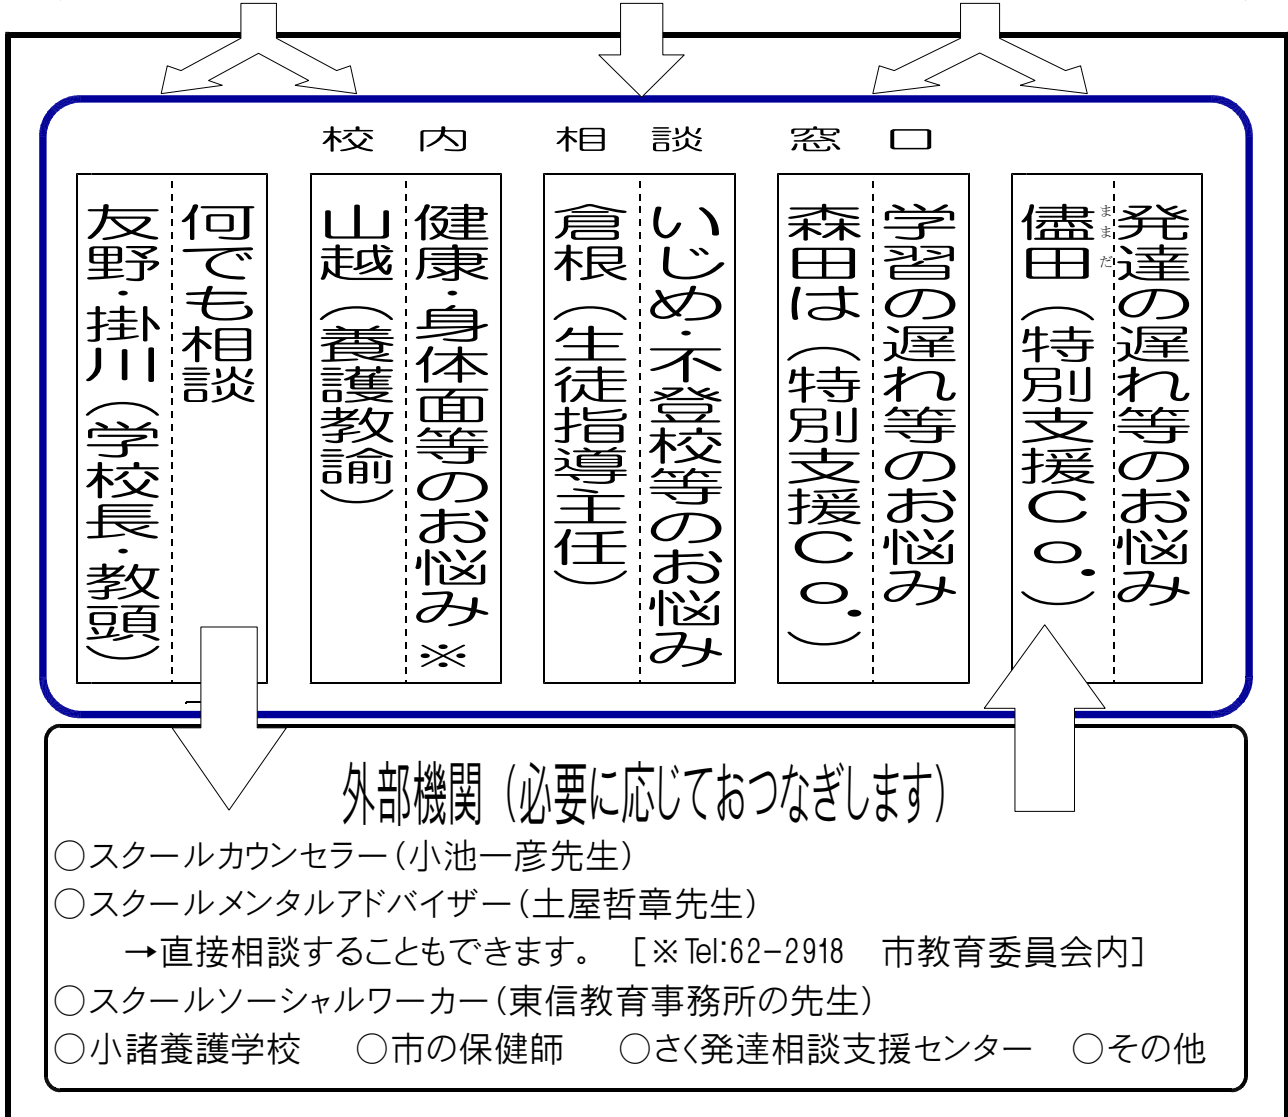 校内相談窓口
発達の遅れ等のお悩み
儘田（特別支援Ｃｏ．）
ままだ
学習の遅れ等のお悩み
森田は（特別支援Ｃｏ．）
いじめ・不登校等のお悩み
倉根（生徒指導主任）
健康・身体面等のお悩み※
山越（養護教諭）
何でも相談
友野・掛川（学校長・教頭）
外部機関（必要に応じておつなぎします）
○スクールカウンセラー（小池一彦先生）
○スクールメンタルアドバイザー（土屋哲章先生）
→直接相談することもできます。　［※Tel:62−2918　市教育委員会内］
○スクールソーシャルワーカー（東信教育事務所の先生）
○小諸養護学校　○市の保健師　○さく発達相談支援センター　○その他